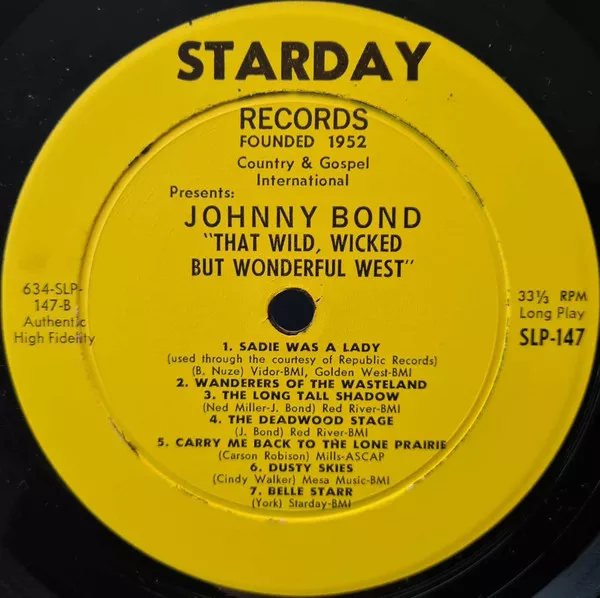 STARDAY
RECORDS
FOUNDED 1952
Country & Gospel
International
Presents:
JOHNNY BOND
"THAT WILD, WICKED
BUT WONDERFUL WEST"
634-SLP-
147-B
Authentic
High Fidelity
33⅓ RPM
Long Play
SLP-147
1. SADIE WAS A LADY
(used through the courtesy of Republic Records)
(B. Nuze) Vidor-BMI, Golden West-BMI
2. WANDERERS OF THE WASTELAND
3. THE LONG TALL SHADOW
(Ned Miller-J. Bond) Red River-BMI
4. THE DEADWOOD STAGE
(J. Bond) Red River-BMI
5. CARRY ME BACK TO THE LONE PRAIRIE
(Carson Robison) Mills-ASCAP
6. DUSTY SKIES
(Cindy Walker) Mesa Music-BMI
7. BELLE STARR
(York) Starday-BMI